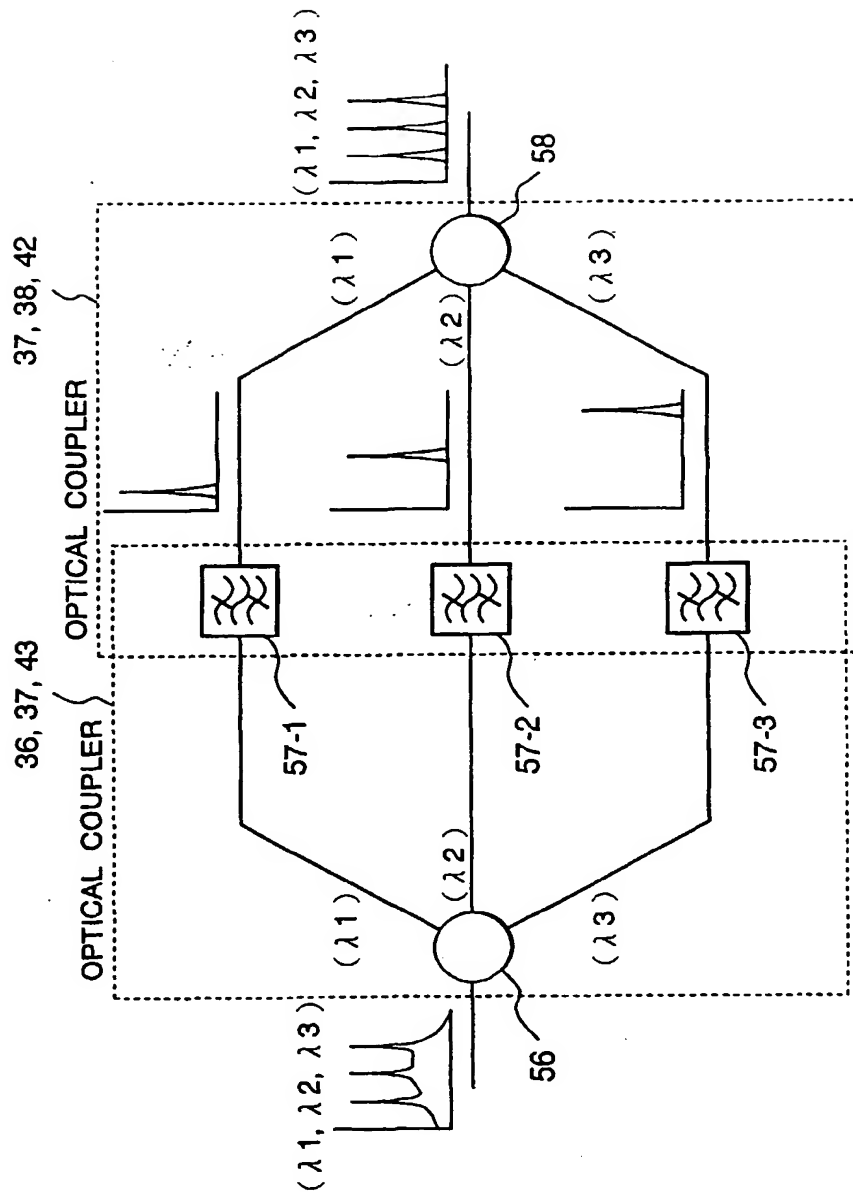 36, 37, 43
37, 38, 42
OPTICAL COUPLER
OPTICAL COUPLER
(λ1, λ2, λ3)
(λ1, λ2, λ3)
(λ1)
(λ2)
(λ3)
(λ1)
(λ2)
(λ3)
56
57-1
57-2
57-3
58